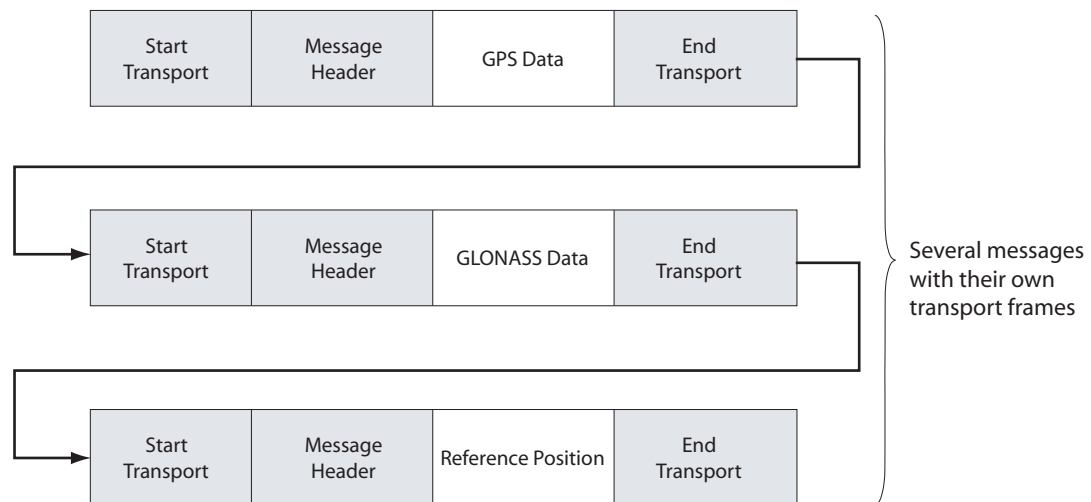 Start
Transport
Message
Header
GPS Data
End
Transport
Start
Transport
Message
Header
GLONASS Data
End
Transport
Several messages
with their own
transport frames
Start
Transport
Message
Header
Reference Position
End
Transport